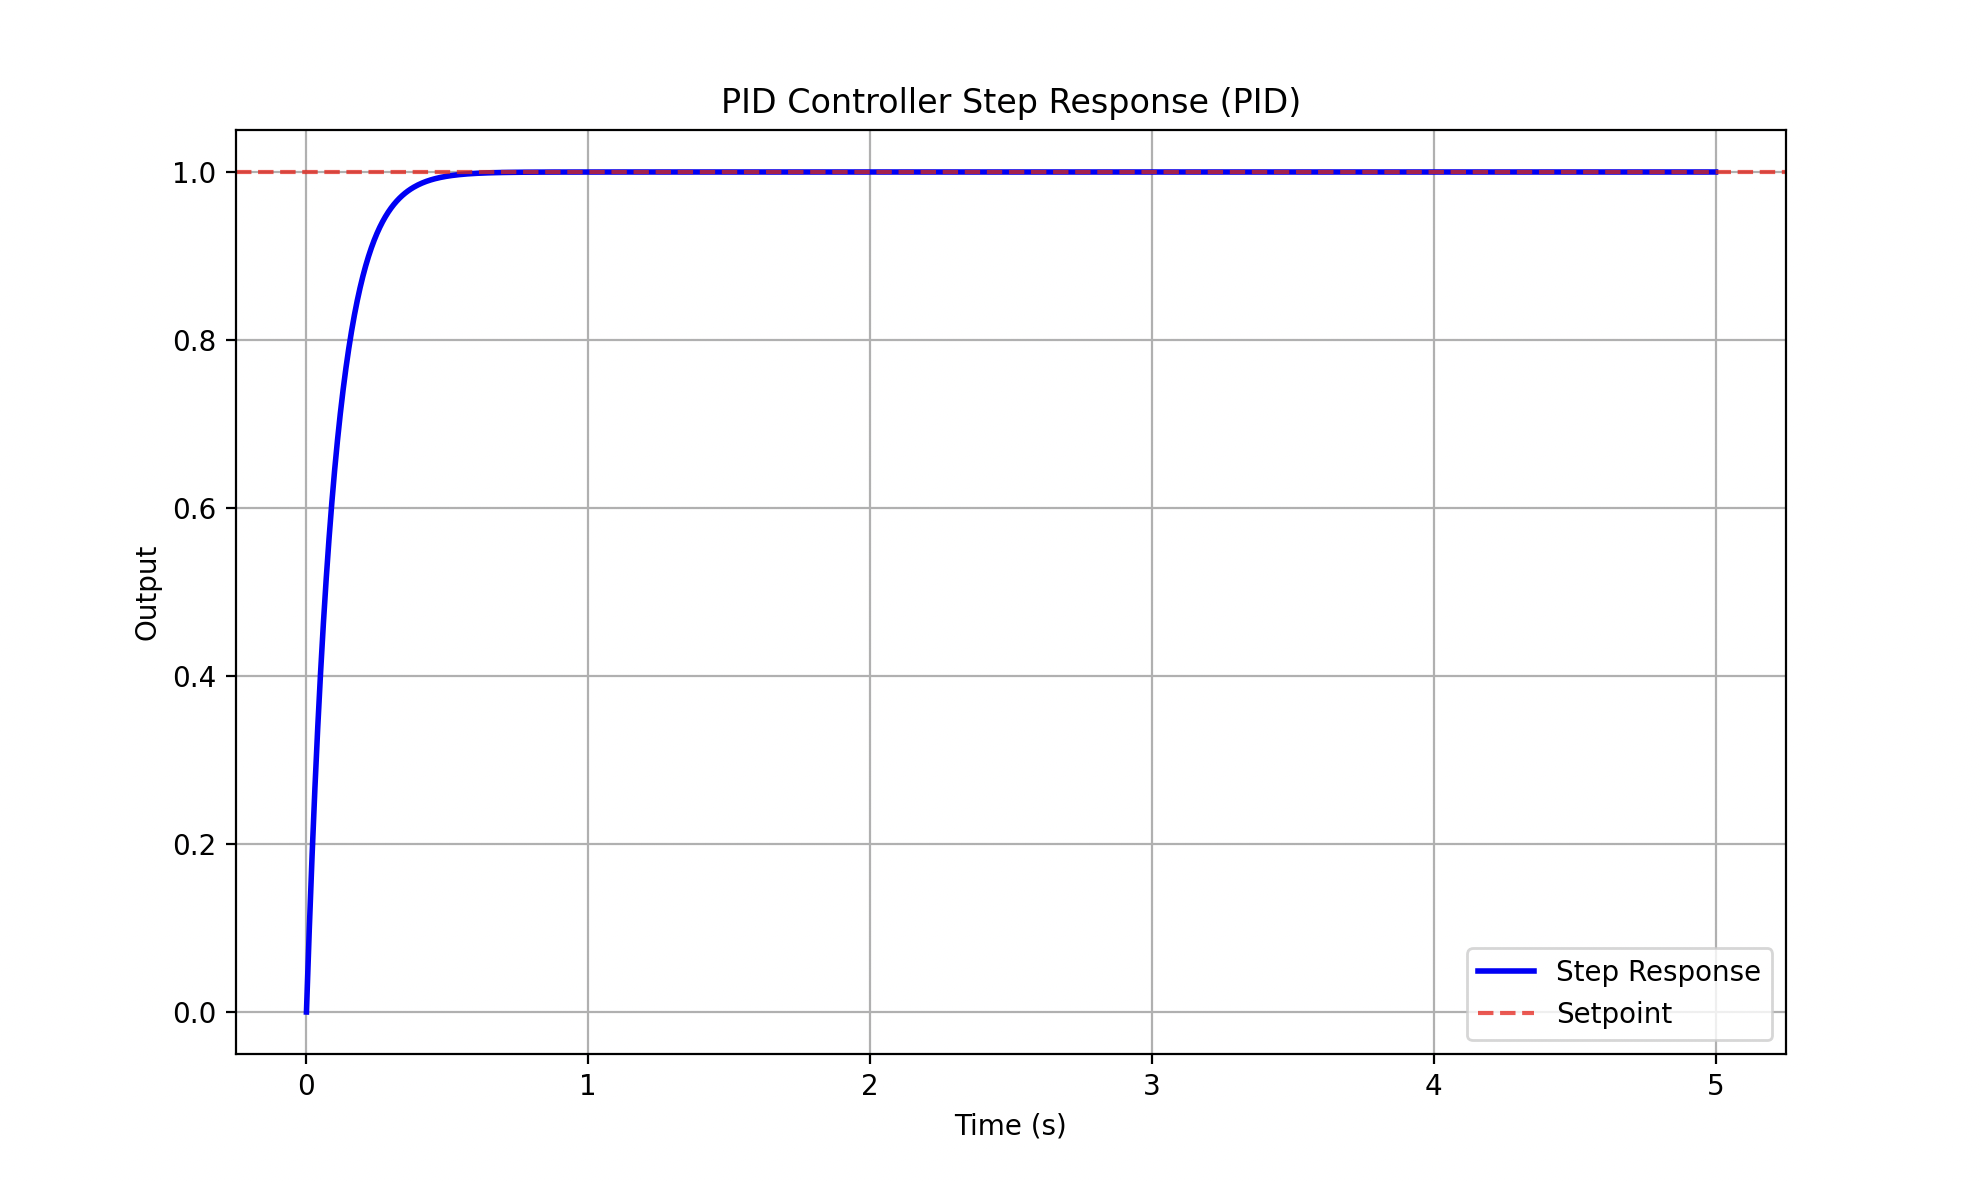 PID Controller Step Response (PID)
1.0
0.8
0.6
0.4
0.2
0.0
Output
Step Response
Setpoint
0 1 2 3 4 5
Time (s)